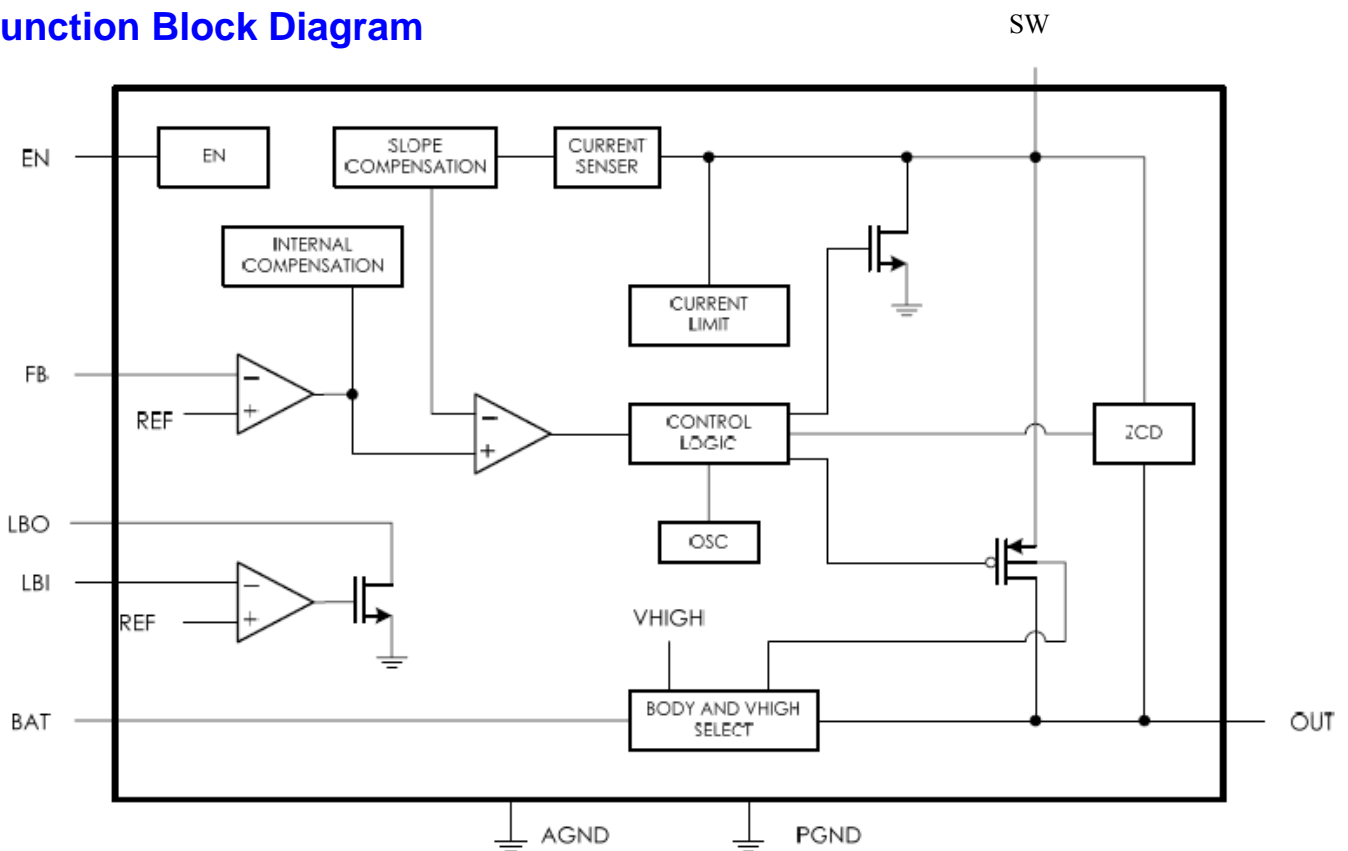 unction Block Diagram
SW
EN
EN
SLOPE
COMPENSATION
CURRENT
SENSER
INTERNAL
COMPENSATION
CURRENT
LIMIT
FB
−
REF
+
−
+
CONTROL
LOGIC
ZCD
LBO
OSC
LBI
−
REF
+
VHIGH
BAT
BODY AND VHIGH
SELECT
OUT
AGND
PGND